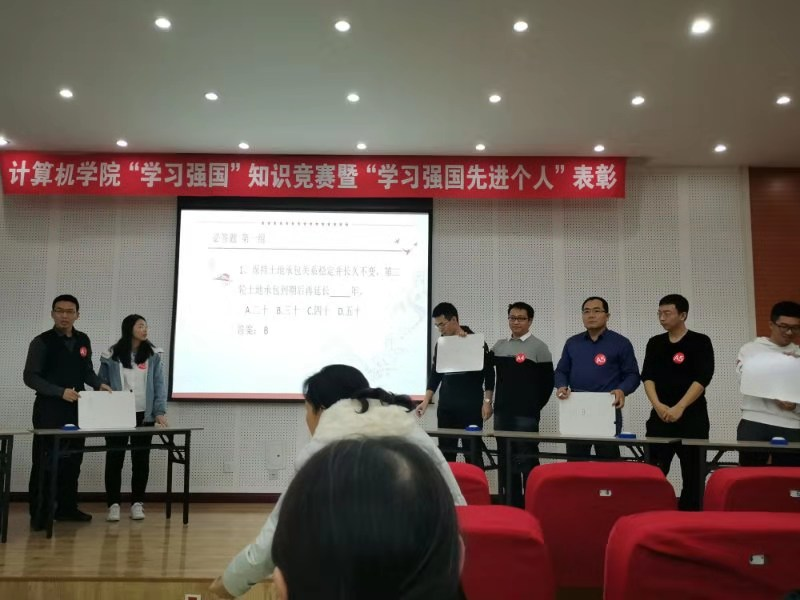 计算机学院“学习强国”知识竞赛暨“学习强国先进个人”表彰
必答题 第一组
1、保持土地承包关系稳定并长久不变，第二
轮土地承包到期后再延长____年。
A.二十 B.三十 C.四十 D.五十
答案：B
A5
A5